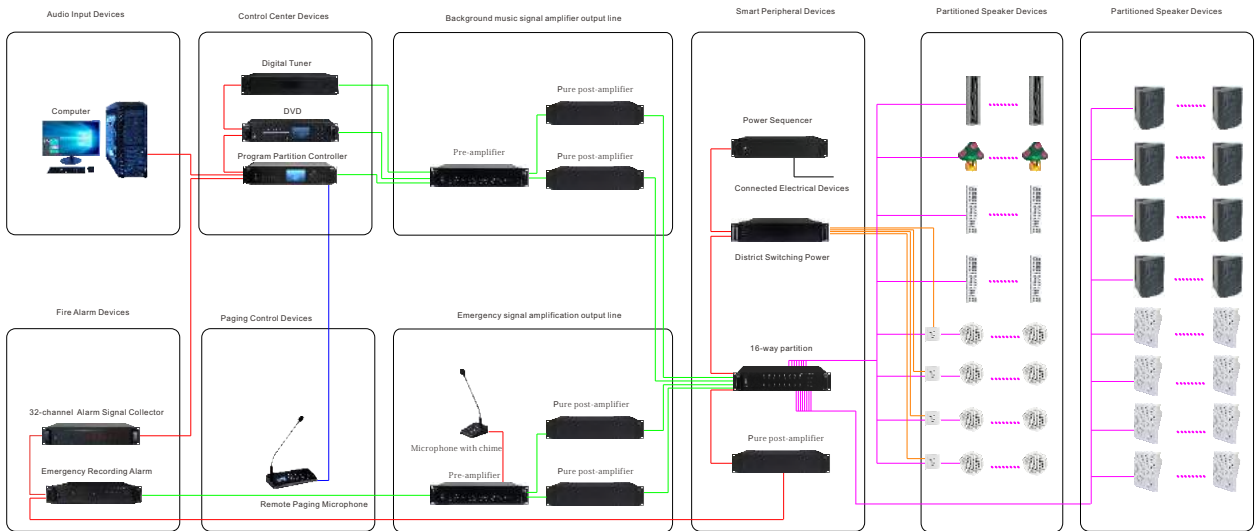 Audio Input Devices
Control Center Devices
Background music signal amplifier output line
Smart Peripheral Devices
Partitioned Speaker Devices
Partitioned Speaker Devices
Computer
Digital Tuner
DVD
Program Partition Controller
Pre-amplifier
Pure post-amplifier
Pure post-amplifier
Power Sequencer
Connected Electrical Devices
District Switching Power
Fire Alarm Devices
Paging Control Devices
Emergency signal amplification output line
16-way partition
32-channel Alarm Signal Collector
Emergency Recording Alarm
Remote Paging Microphone
Microphone with chime
Pre-amplifier
Pure post-amplifier
Pure post-amplifier
Pure post-amplifier